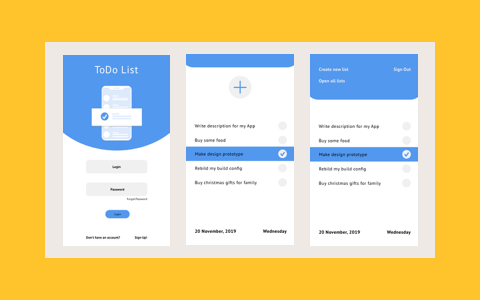 ToDo List
Login
Password
Forgot Password
Login
Don't have an account? Sign Up!
Write description for my App
Buy some food
Make design prototype
Rebild my build config
Buy christmas gifts for family
20 November, 2019 Wednesday
Create new list Sign Out
Open all lists
Write description for my App
Buy some food
Make design prototype
Rebild my build config
Buy christmas gifts for family
20 November, 2019 Wednesday